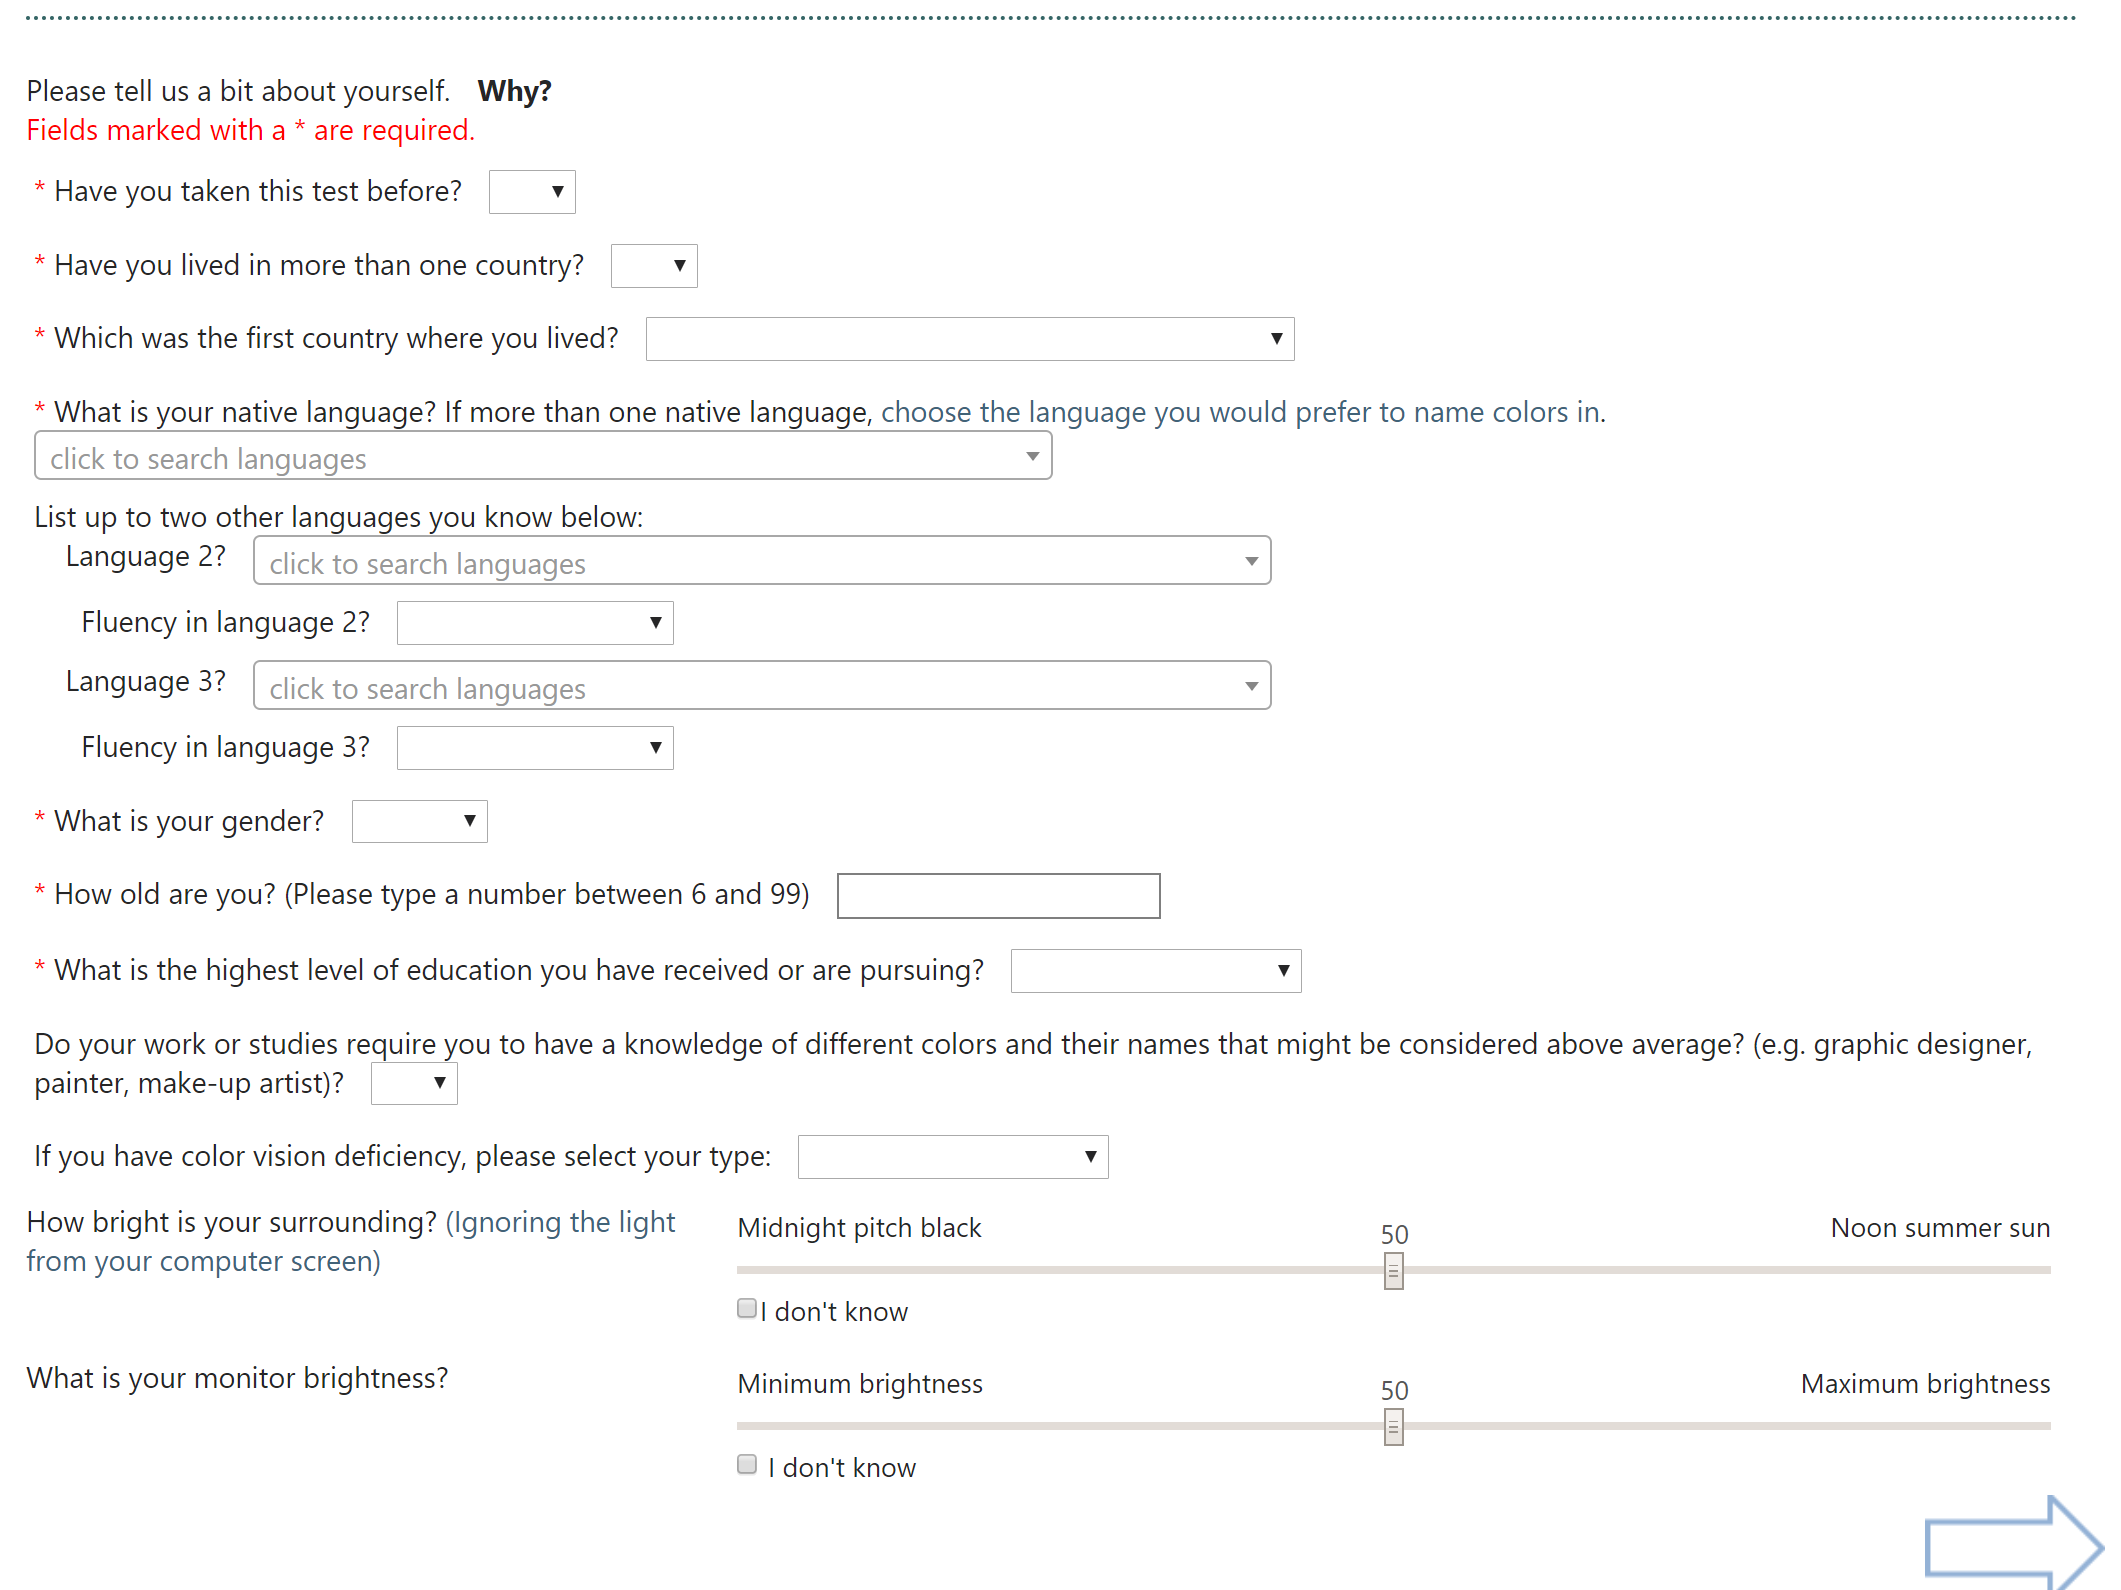 Please tell us a bit about yourself. Why?
Fields marked with a * are required.
* Have you taken this test before?
* Have you lived in more than one country?
* Which was the first country where you lived?
* What is your native language? If more than one native language, choose the language you would prefer to name colors in.
click to search languages
List up to two other languages you know below:
Language 2? click to search languages
Fluency in language 2?
Language 3? click to search languages
Fluency in language 3?
* What is your gender?
* How old are you? (Please type a number between 6 and 99)
* What is the highest level of education you have received or are pursuing?
Do your work or studies require you to have a knowledge of different colors and their names that might be considered above average? (e.g. graphic designer,
painter, make-up artist)?
If you have color vision deficiency, please select your type:
How bright is your surrounding? (Ignoring the light
from your computer screen)
Midnight pitch black 50 Noon summer sun
I don't know
What is your monitor brightness?
Minimum brightness 50 Maximum brightness
I don't know